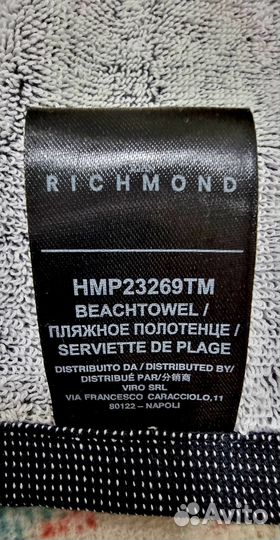 RICHMOND
HMP23269TM
BEACHTOWEL /
ПЛЯЖНОЕ ПОЛОТЕНЦЕ /
SERVIETTE DE PLAGE
DISTRIBUITO DA / DISTRIBUTED BY/
DISTRIBUÉ PAR/分銷商
VIRO SRL
VIA FRANCESCO CARACCIOLO,11
80122 – NAPOLI
Avito